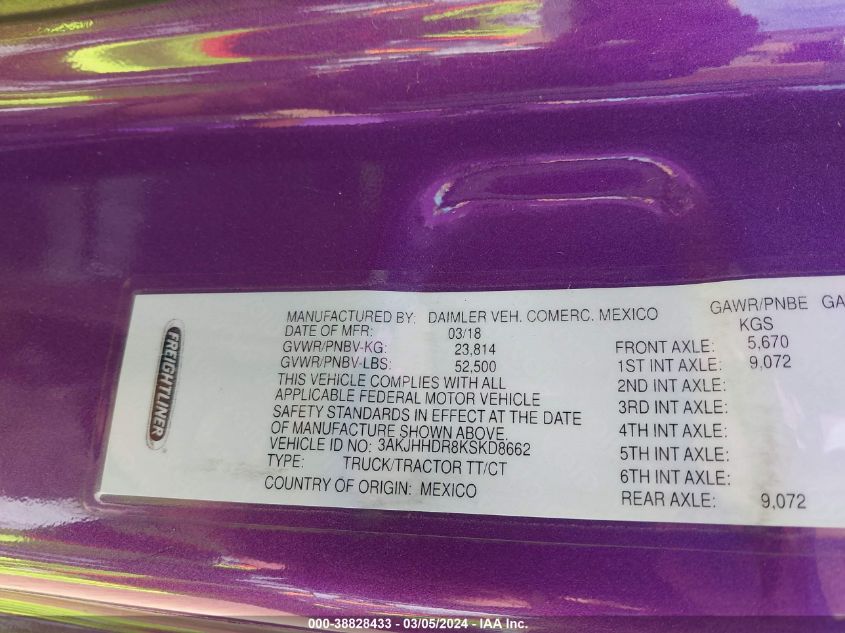 FREIGHTLINER
MANUFACTURED BY: DAIMLER VEH. COMERC. MEXICO
DATE OF MFR: 03/18
GVWR/PNBV-KG: 23,814
GVWR/PNBV-LBS: 52,500
THIS VEHICLE COMPLIES WITH ALL
APPLICABLE FEDERAL MOTOR VEHICLE
SAFETY STANDARDS IN EFFECT AT THE DATE
OF MANUFACTURE SHOWN ABOVE.
VEHICLE ID NO: 3AKJHHDR8KSKD8662
TYPE: TRUCK/TRACTOR TT/CT
COUNTRY OF ORIGIN: MEXICO
GAWR/PNBE GA
KGS
FRONT AXLE: 5,670
1ST INT AXLE: 9,072
2ND INT AXLE:
3RD INT AXLE:
4TH INT AXLE:
5TH INT AXLE:
6TH INT AXLE:
REAR AXLE: 9,072
000-38828433 - 03/05/2024 - IAA Inc.